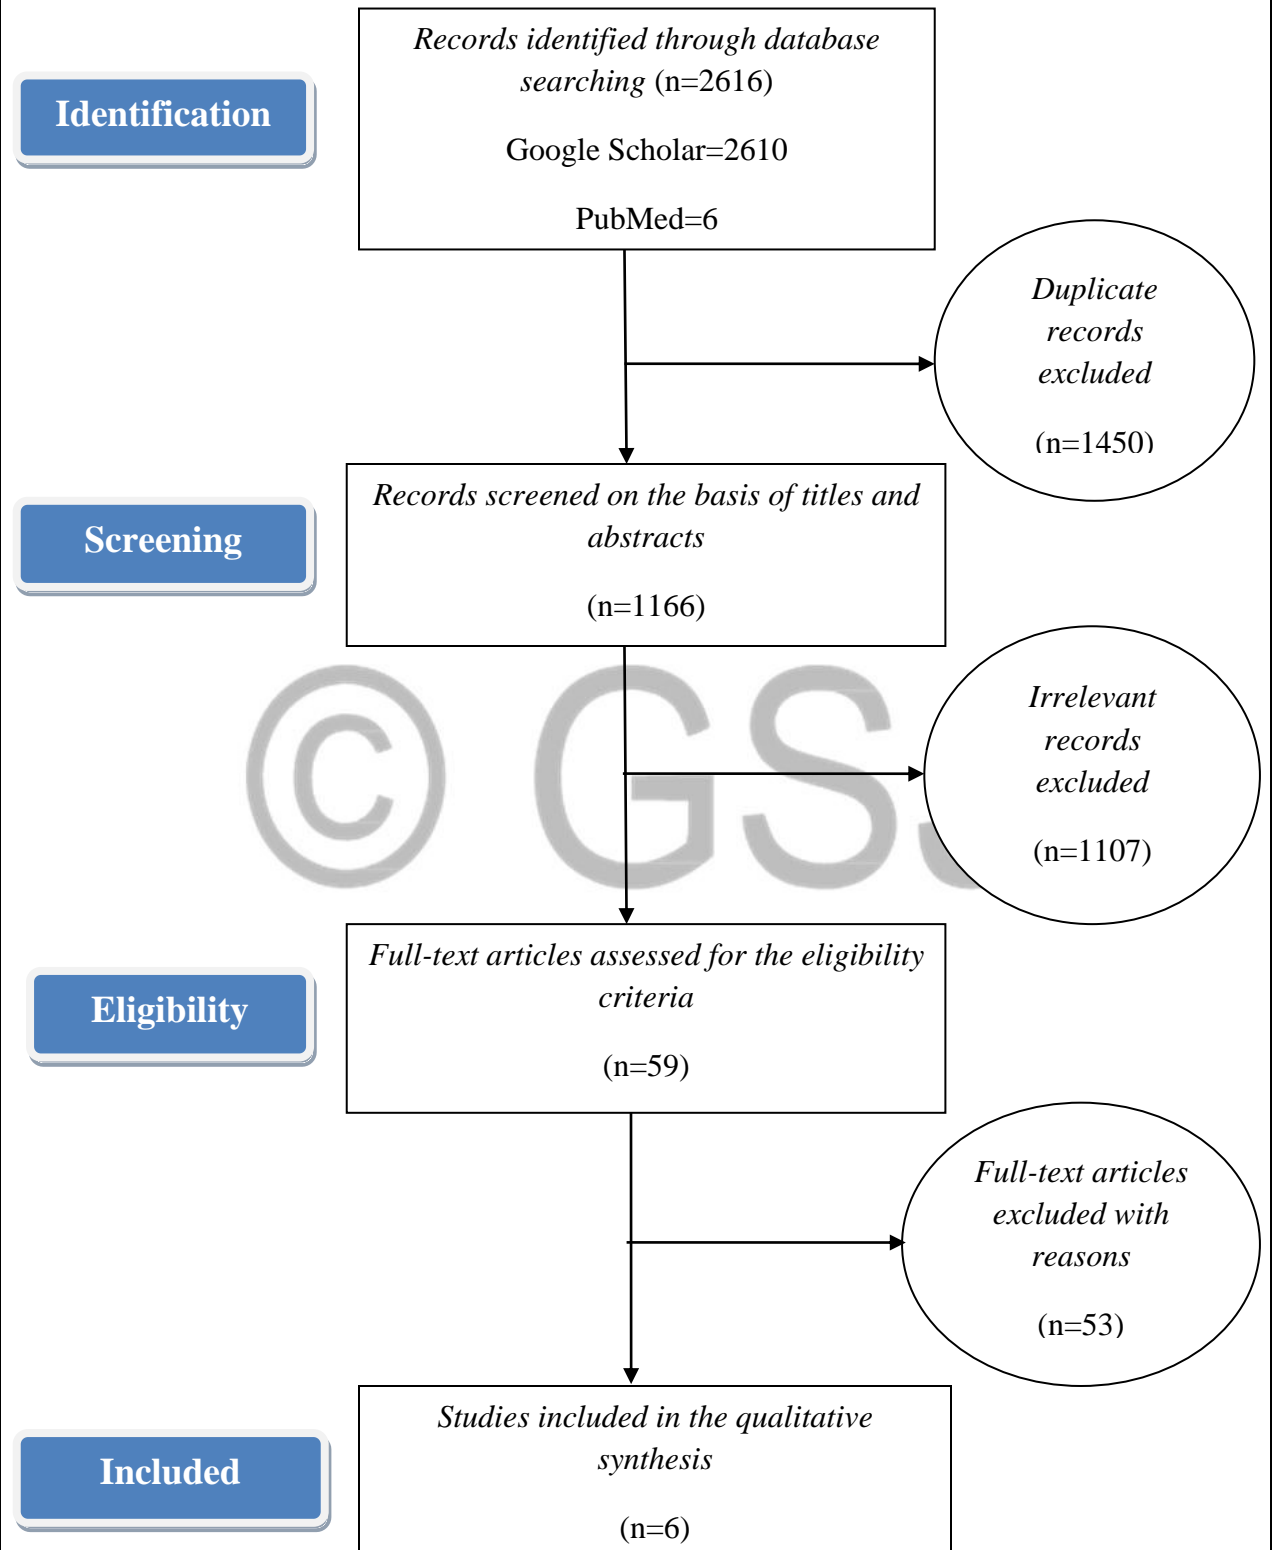 Records identified through database
searching (n=2616)
Google Scholar=2610
PubMed=6
Identification
Duplicate
records
excluded
(n=1450)
Records screened on the basis of titles and
abstracts
(n=1166)
Screening
Irrelevant
records
excluded
(n=1107)
© GSJ
Full-text articles assessed for the eligibility
criteria
(n=59)
Eligibility
Full-text articles
excluded with
reasons
(n=53)
Studies included in the qualitative
synthesis
(n=6)
Included